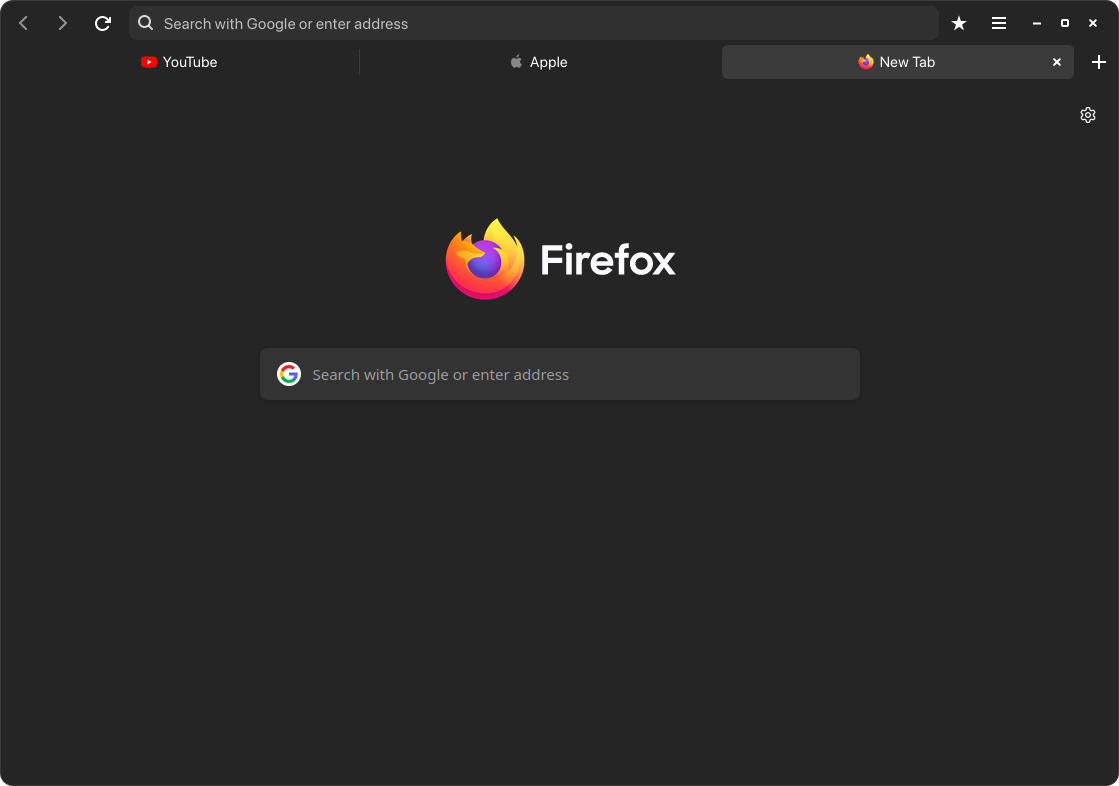 Search with Google or enter address
YouTube
Apple
New Tab
Firefox
Search with Google or enter address